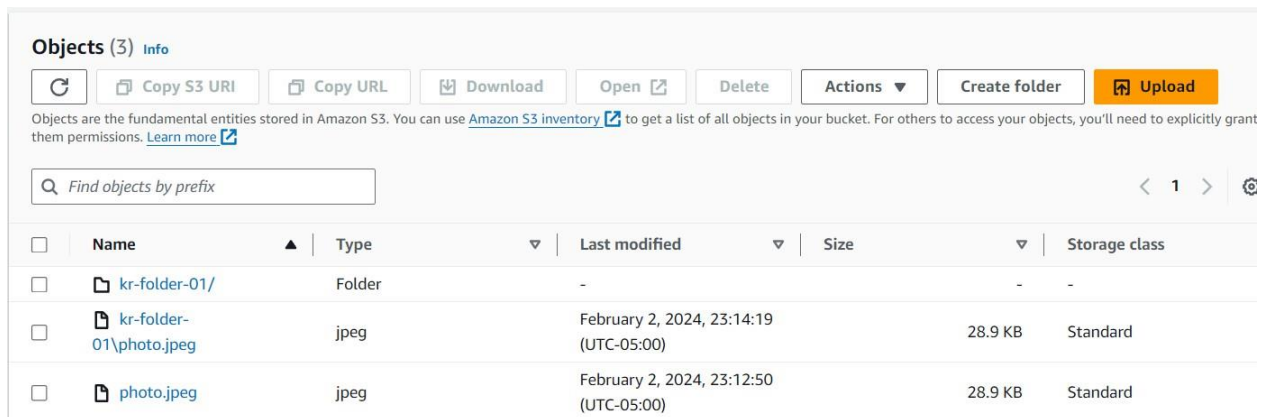 Objects (3) Info
Copy S3 URI Copy URL Download Open Delete Actions Create folder Upload
Objects are the fundamental entities stored in Amazon S3. You can use Amazon S3 inventory to get a list of all objects in your bucket. For others to access your objects, you'll need to explicitly grant
them permissions. Learn more
Find objects by prefix
1
Name Type Last modified Size Storage class
kr-folder-01/ Folder - - -
kr-folder-
01\photo.jpeg
jpeg
February 2, 2024, 23:14:19
(UTC-05:00)
28.9 KB
Standard
photo.jpeg
jpeg
February 2, 2024, 23:12:50
(UTC-05:00)
28.9 KB
Standard